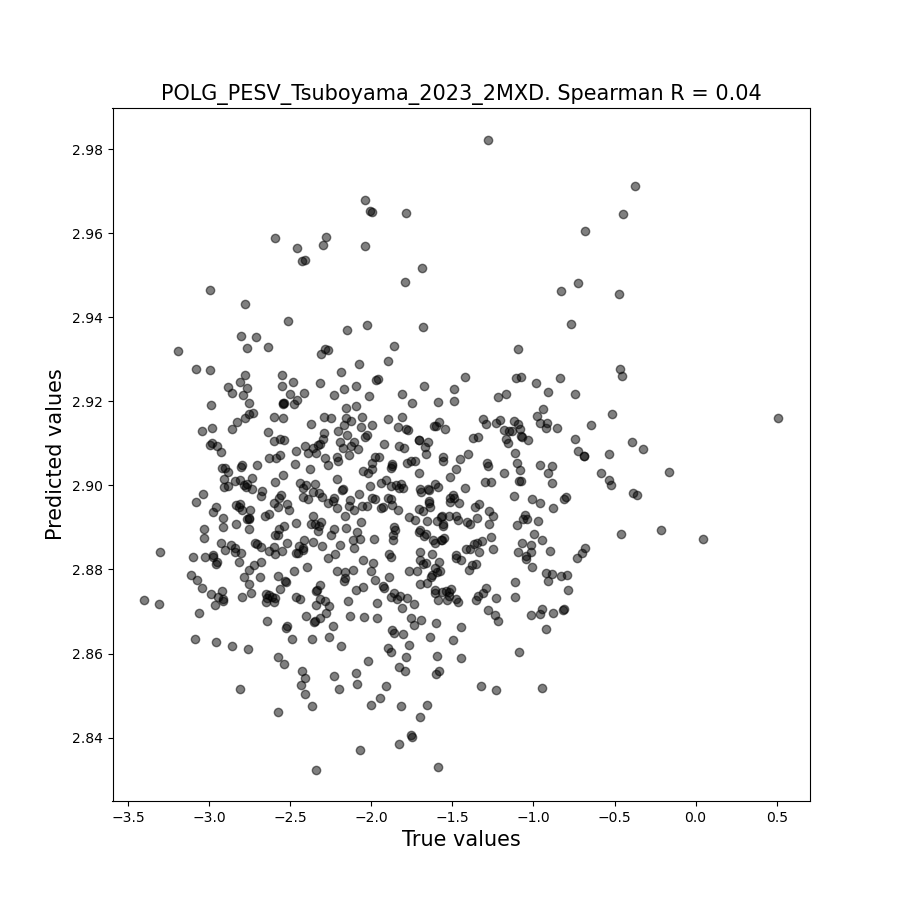 POLG_PESV_Tsuboyama_2023_2MXD. Spearman R = 0.04
2.98
2.96
2.94
2.92
2.90
2.88
2.86
2.84
Predicted values
−3.5 −3.0 −2.5 −2.0 −1.5 −1.0 −0.5 0.0 0.5
True values